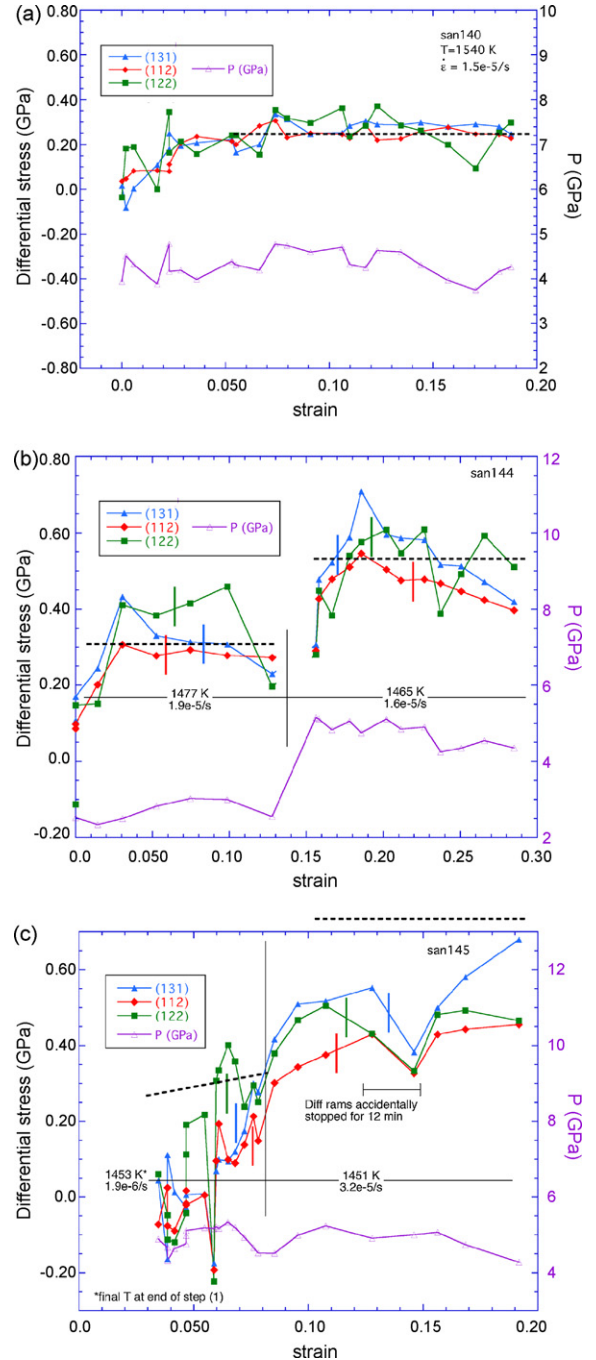 (a)
san140
T=1540 K
ε̇ = 1.5e-5/s
(131)
(112)
(122)
P (GPa)
Differential stress (GPa)
0.80
0.60
0.40
0.20
0.0
-0.20
-0.40
-0.60
-0.80
10
9
8
7
6
5
4
3
2
P (GPa)
0.0
0.050
0.10
0.15
0.20
strain
(b)
san144
(131)
(112)
(122)
P (GPa)
Differential stress (GPa)
0.80
0.60
0.40
0.20
0.0
-0.20
12
10
8
6
4
2
P (GPa)
1477 K
1.9e-5/s
1465 K
1.6e-5/s
0.0
0.050
0.10
0.15
0.20
0.25
0.30
strain
(c)
san145
(131)
(112)
(122)
P (GPa)
Differential stress (GPa)
0.60
0.40
0.20
0.0
-0.20
12
10
8
6
4
P (GPa)
Diff rams accidentally
stopped for 12 min
1453 K*
1.9e-6/s
1451 K
3.2e-5/s
*final T at end of step (1)
0.0
0.050
0.10
0.15
0.20
strain